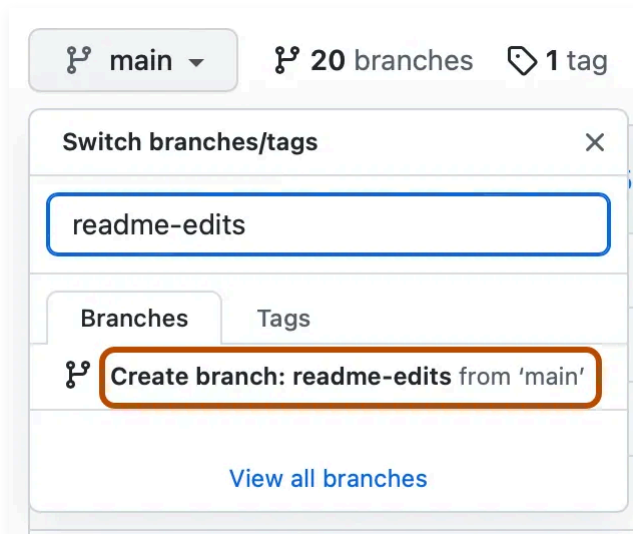 main 20 branches 1 tag
Switch branches/tags
readme-edits
Branches Tags
Create branch: readme-edits from ‘main’
View all branches